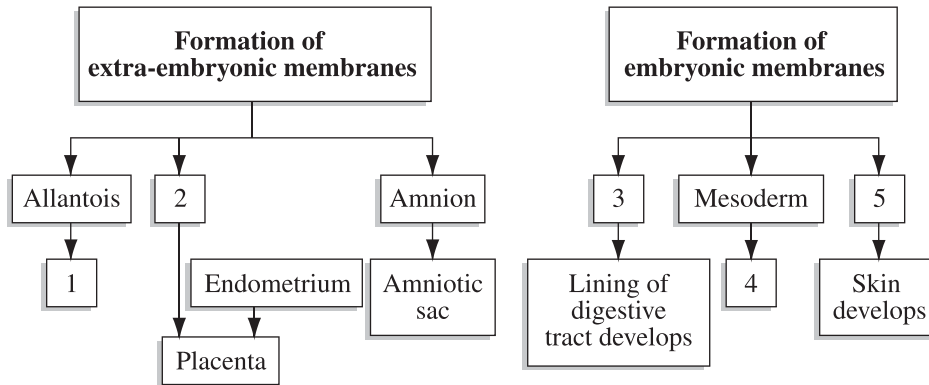 Formation of
extra-embryonic membranes
Formation of
embryonic membranes
Allantois
2
Amnion
3
Mesoderm
5
1
Endometrium
Amniotic
sac
Lining of
digestive
tract develops
4
Skin
develops
Placenta